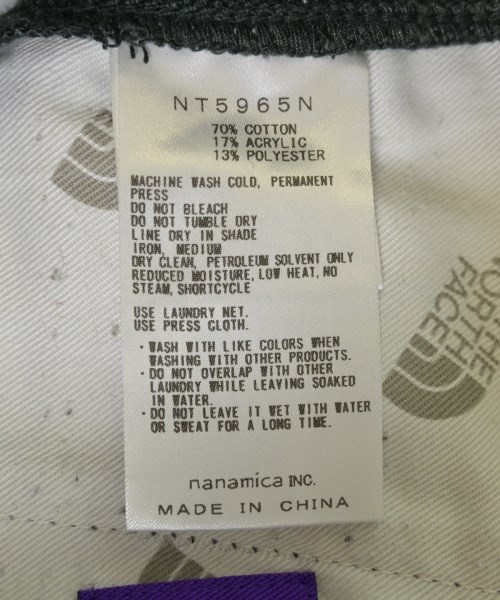 NT5965N
70% COTTON
17% ACRYLIC
13% POLYESTER
MACHINE WASH COLD, PERMANENT
PRESS
DO NOT BLEACH
DO NOT TUMBLE DRY
LINE DRY IN SHADE
IRON, MEDIUM
DRY CLEAN, PETROLEUM SOLVENT ONLY
REDUCED MOISTURE, LOW HEAT, NO
STEAM, SHORTCYCLE
USE LAUNDRY NET.
USE PRESS CLOTH.
・WASH WITH LIKE COLORS WHEN
WASHING WITH OTHER PRODUCTS.
・DO NOT OVERLAP WITH OTHER
LAUNDRY WHILE LEAVING SOAKED
IN WATER.
・DO NOT LEAVE IT WET WITH WATER
OR SWEAT FOR A LONG TIME.
nanamica INC.
MADE IN CHINA
THE
NORTH
FACE